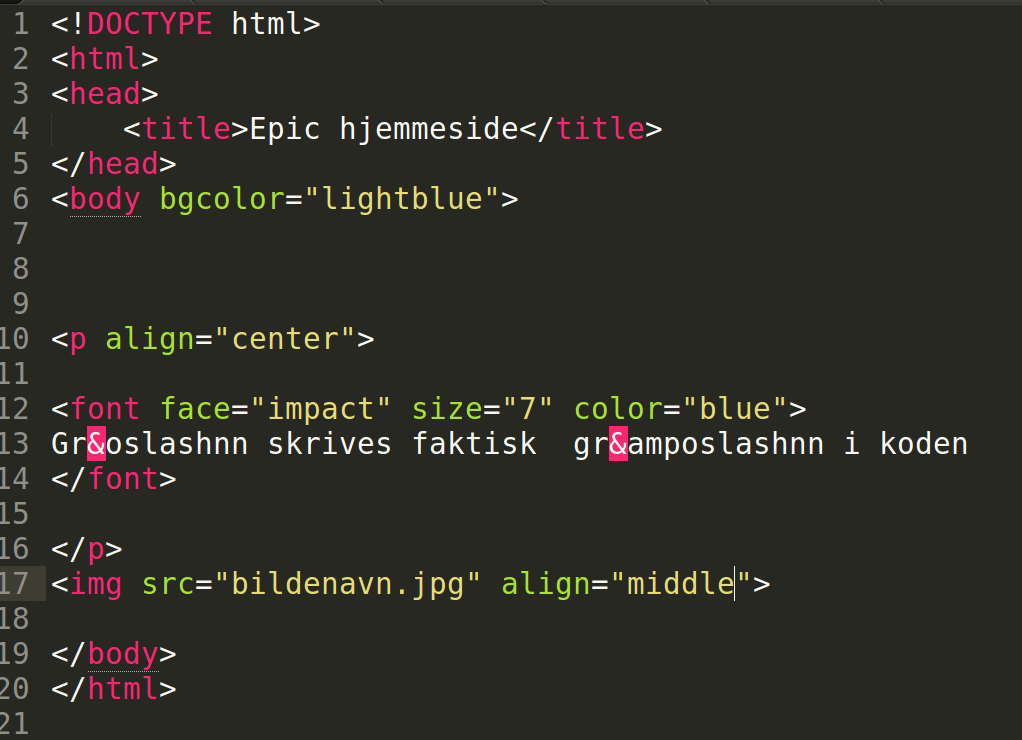 1 <!DOCTYPE html>
2 <html>
3 <head>
4     <title>Epic hjemmeside</title>
5 </head>
6 <body bgcolor="lightblue">
7
8
9
10 <p align="center">
11
12 <font face="impact" size="7" color="blue">
13 Gr&oslashnn skrives faktisk  gr&amposlashnn i koden
14 </font>
15
16 </p>
17 <img src="bildenavn.jpg" align="middle">
18
19 </body>
20 </html>
21